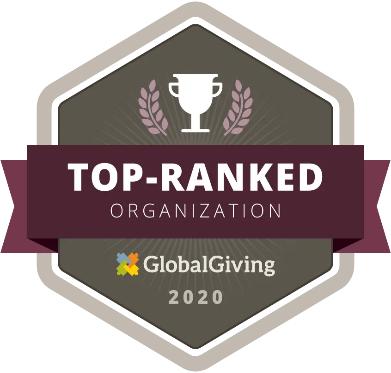 TOP-RANKED
ORGANIZATION
GlobalGiving
2020